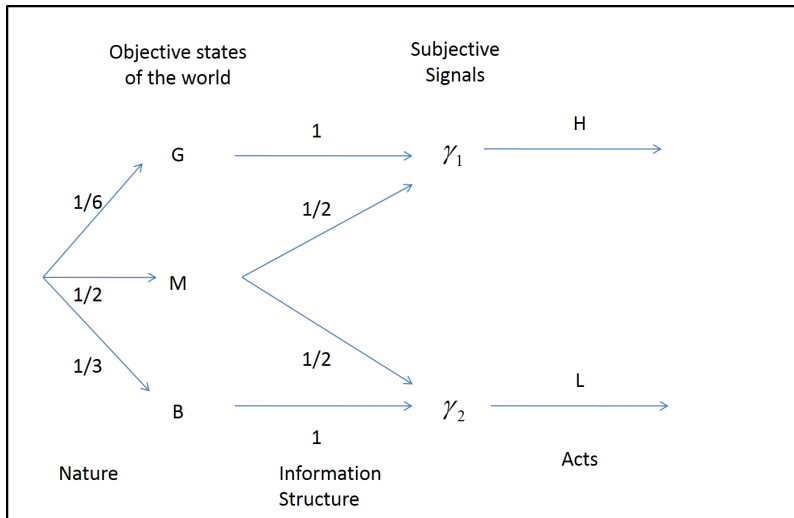 Objective states
of the world
Subjective
Signals
G
1
γ₁
H
1/6
1/2
M
1/2
1/3
1/2
B
1
γ₂
L
Nature
Information
Structure
Acts